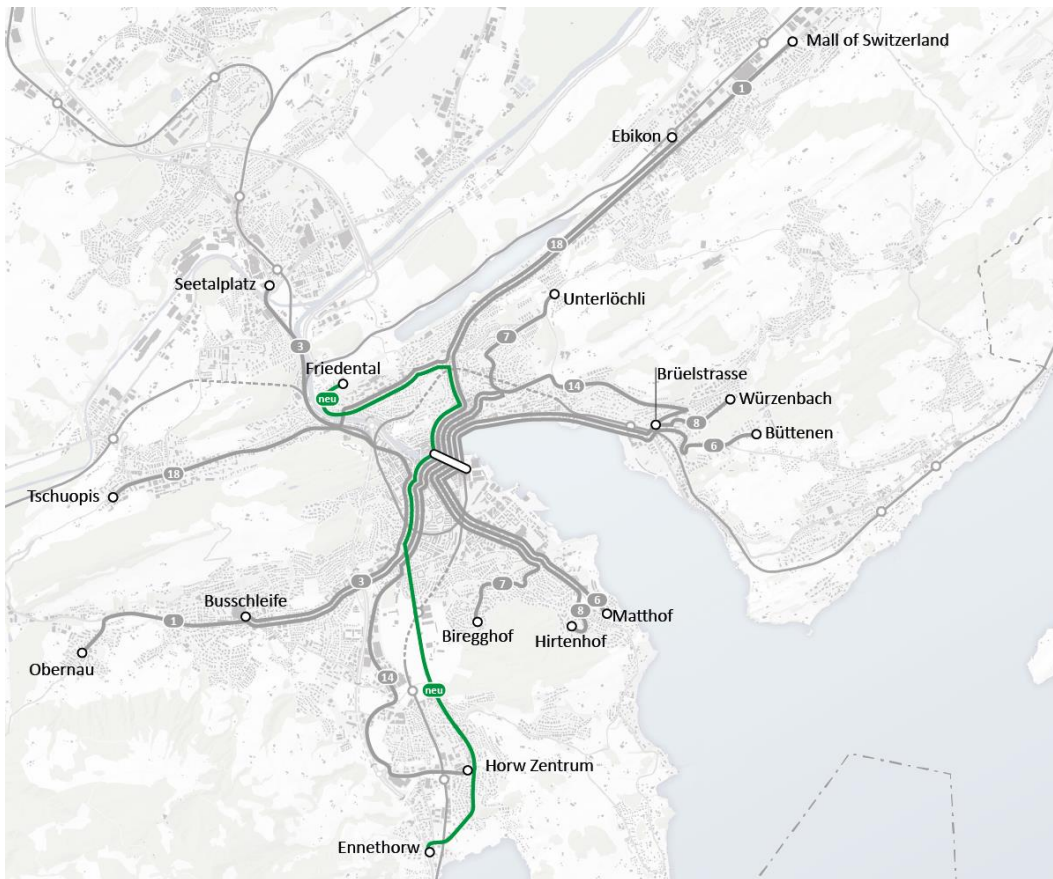 Mall of Switzerland
1
Ebikon
18
Seetalplatz
Unterlöchli
7
3
Friedental
neu
14
Brüelstrasse
Würzenbach
8
Büttenen
6
18
Tschuopis
3
7
Busschleife
6
8
Matthof
1
Biregghof
Hirtenhof
Obernau
14
neu
Horw Zentrum
Ennethorw